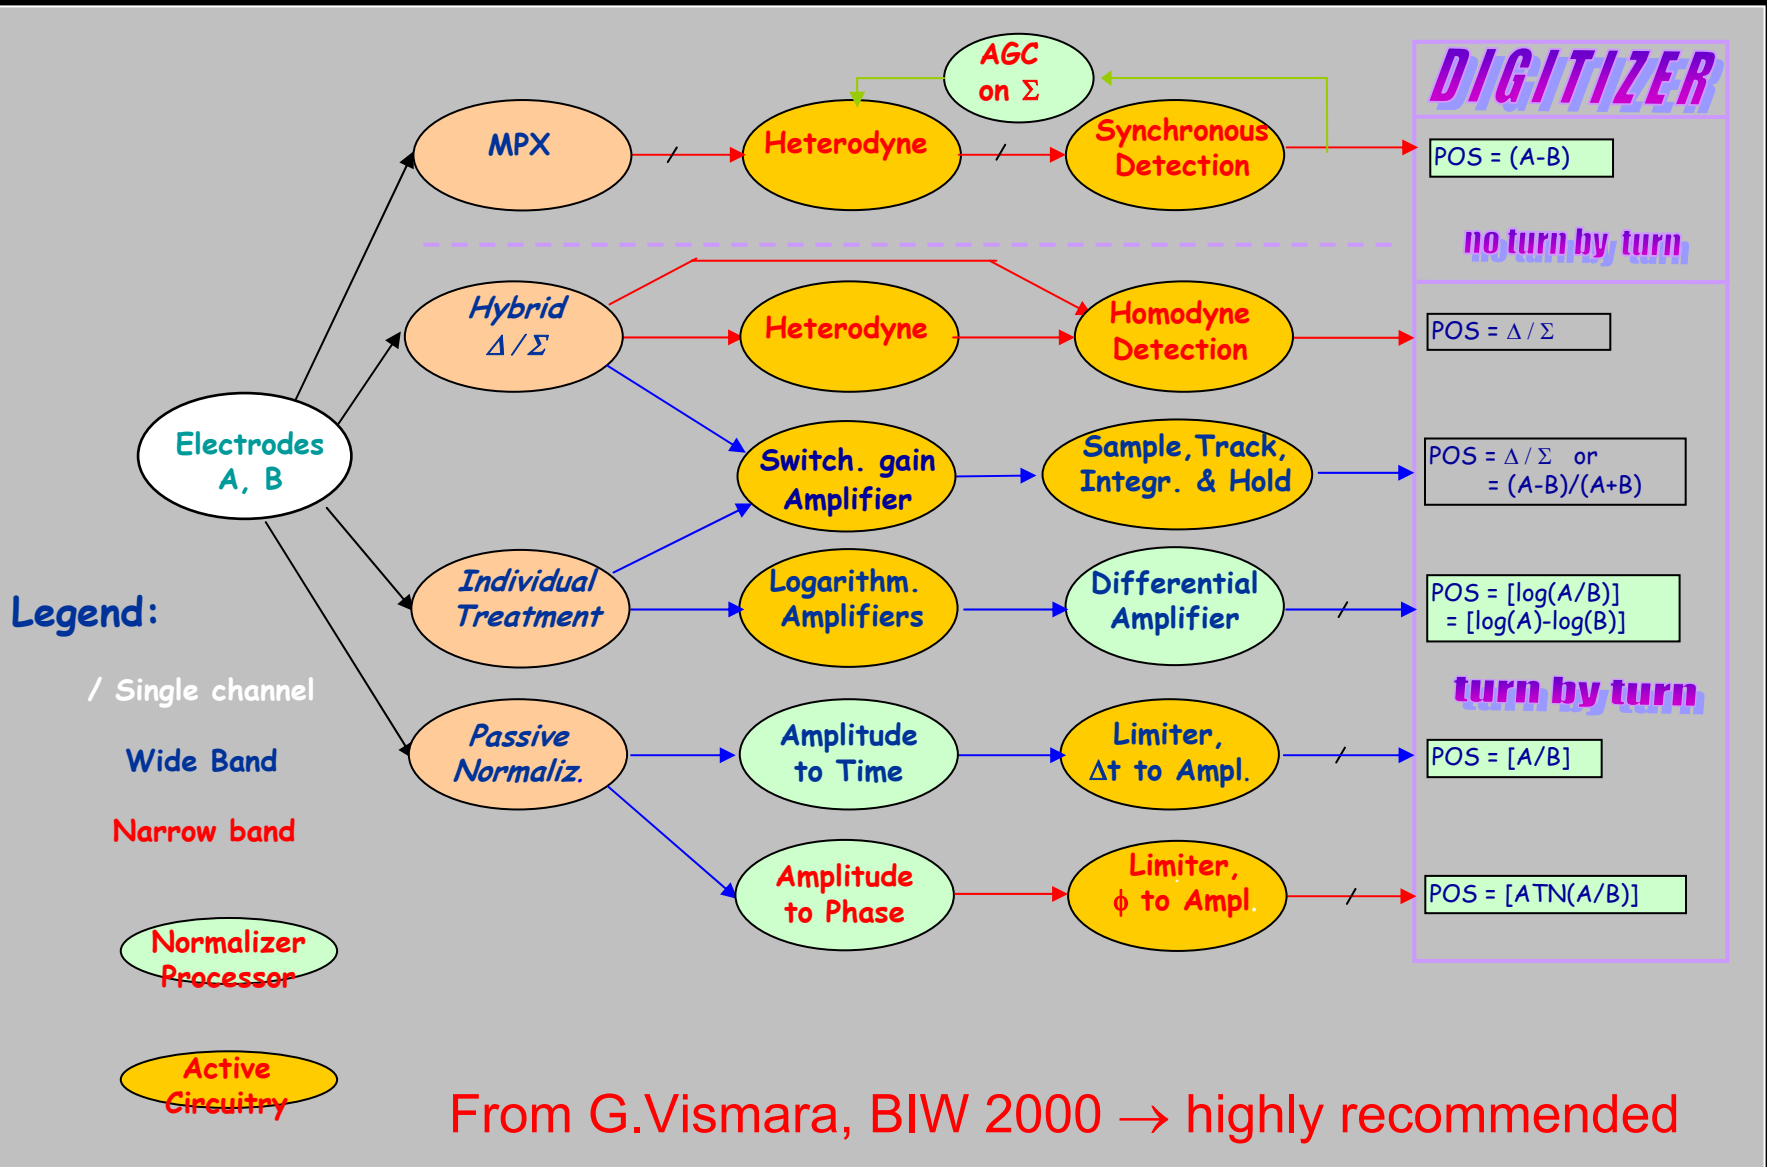 AGC
on Σ
DIGITIZER
MPX
Heterodyne
Synchronous
Detection
POS = (A-B)
no turn by turn
Hybrid
Δ / Σ
Heterodyne
Homodyne
Detection
POS = Δ / Σ
Electrodes
A, B
Switch. gain
Amplifier
Sample,Track,
Integr. & Hold
POS = Δ / Σ or
= (A-B)/(A+B)
Individual
Treatment
Logarithm.
Amplifiers
Differential
Amplifier
POS = [log(A/B)]
= [log(A)-log(B)]
turn by turn
Passive
Normaliz.
Amplitude
to Time
Limiter,
Δt to Ampl.
POS = [A/B]
Amplitude
to Phase
Limiter,
ϕ to Ampl.
POS = [ATN(A/B)]
Legend:
/ Single channel
Wide Band
Narrow band
Normalizer
Processor
Active
Circuitry
From G.Vismara, BIW 2000 → highly recommended